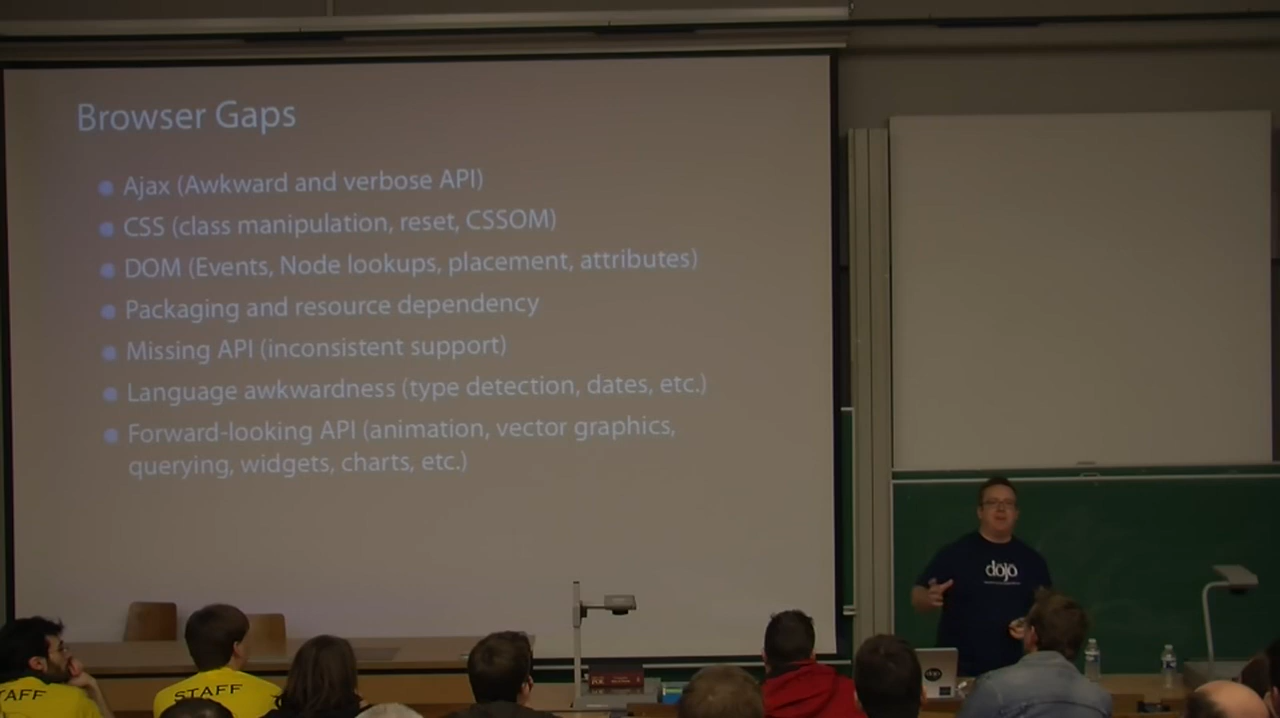 Browser Gaps
Ajax (Awkward and verbose API)
CSS (class manipulation, reset, CSSOM)
DOM (Events, Node lookups, placement, attributes)
Packaging and resource dependency
Missing API (inconsistent support)
Language awkwardness (type detection, dates, etc.)
Forward-looking API (animation, vector graphics,
querying, widgets, charts, etc.)
dojo
STAFF
STAFF
dojo